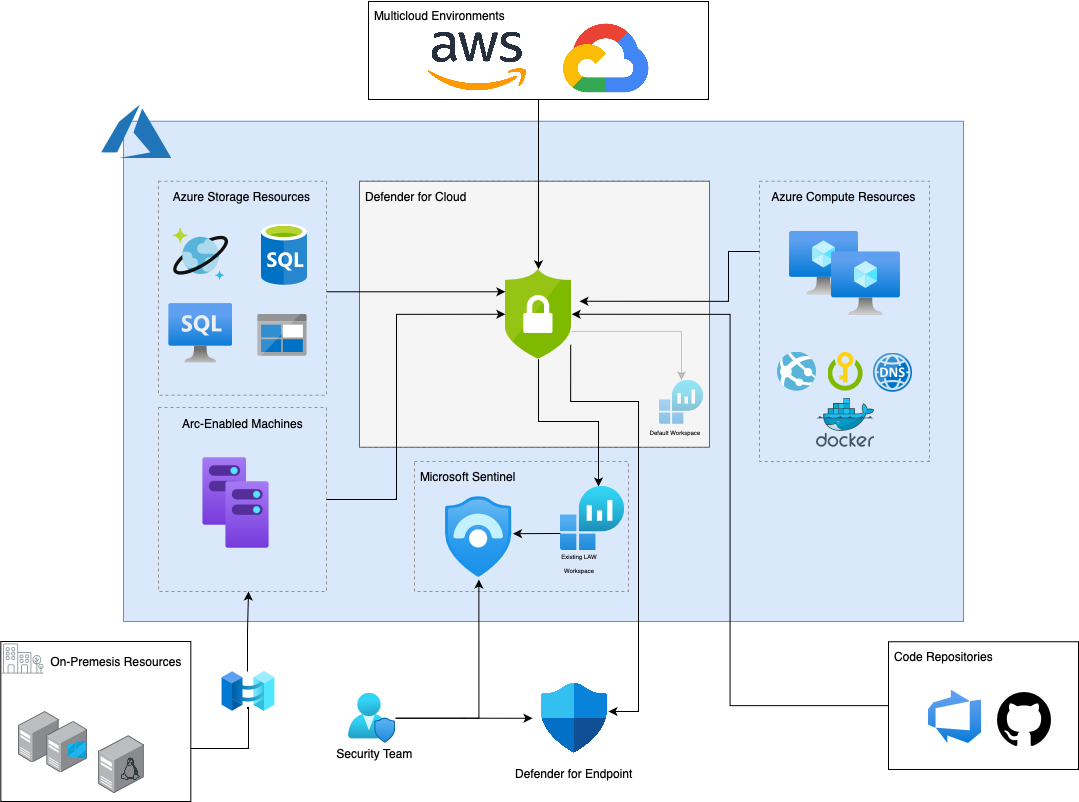 Multicloud Environments
aws
Azure Storage Resources
Defender for Cloud
Azure Compute Resources
SQL
SQL
DNS
docker
Default Workspace
Arc-Enabled Machines
Microsoft Sentinel
Existing LAW
Workspace
On-Premesis Resources
Code Repositories
Security Team
Defender for Endpoint